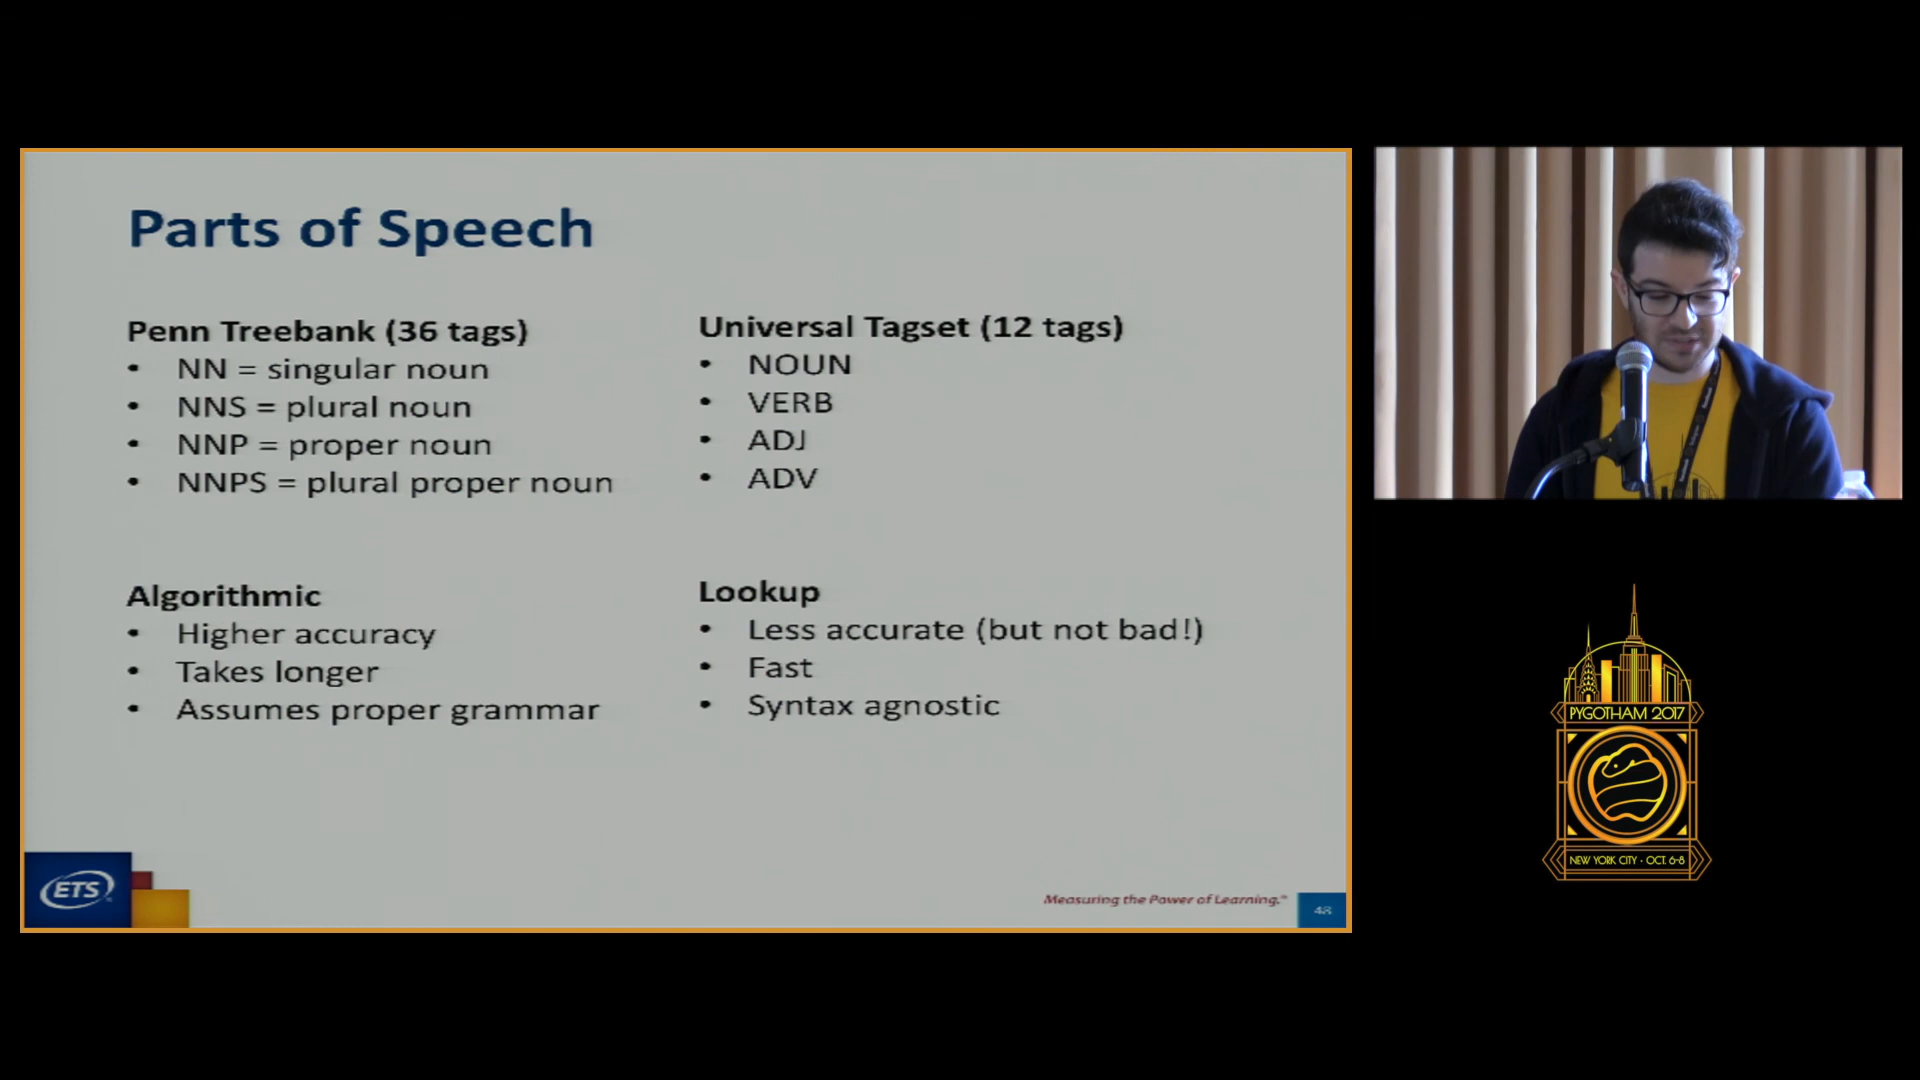 Parts of Speech
Penn Treebank (36 tags)
• NN = singular noun
• NNS = plural noun
• NNP = proper noun
• NNPS = plural proper noun
Universal Tagset (12 tags)
• NOUN
• VERB
• ADJ
• ADV
Algorithmic
• Higher accuracy
• Takes longer
• Assumes proper grammar
Lookup
• Less accurate (but not bad!)
• Fast
• Syntax agnostic
ETS
Measuring the Power of Learning.™
48
PYGOTHAM 2017
NEW YORK CITY • OCT. 6-8